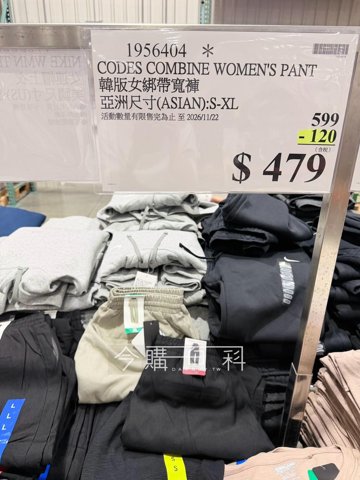 1956404 *
CODES COMBINE WOMEN'S PANT
韓版女綁帶寬褲
亞洲尺寸(ASIAN):S-XL
活動數量有限售完為止 至 2026/11/22
599
-120
(含稅)
$ 479
今購一科
L
L
L
S
S